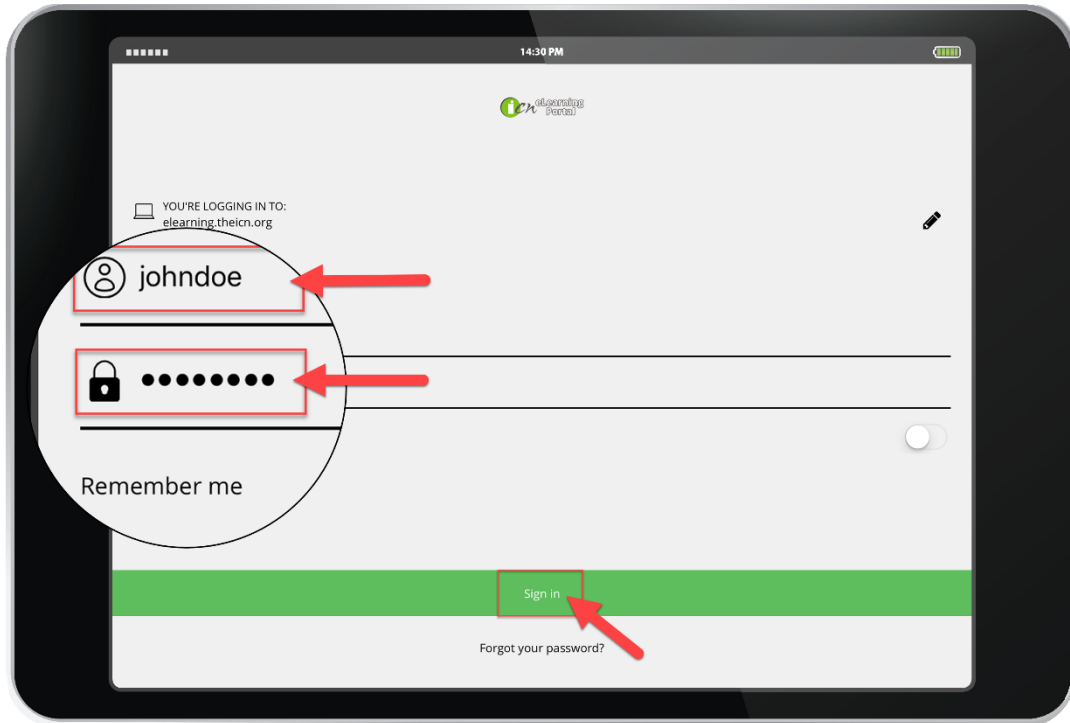 14:30 PM
icn eLearning
Portal
YOU'RE LOGGING IN TO:
elearning.theicn.org
johndoe
●●●●●●●●
Remember me
Sign in
Forgot your password?